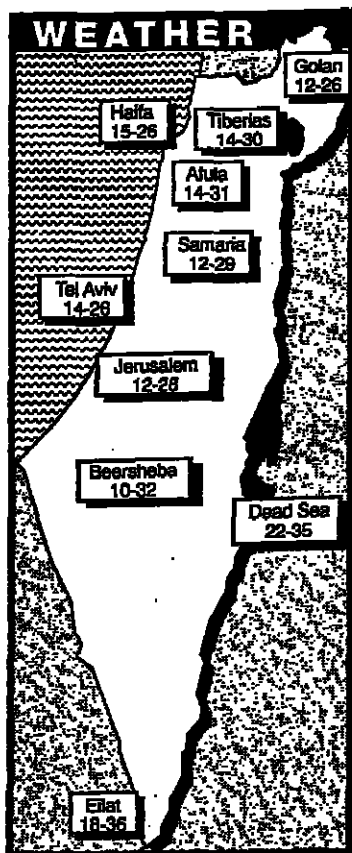 WEATHER
Golan
12-26
Haifa
15-26
Tiberias
14-30
Afula
14-31
Samaria
12-29
Tel Aviv
14-26
Jerusalem
12-28
Beersheba
10-32
Dead Sea
22-35
Eilat
18-36